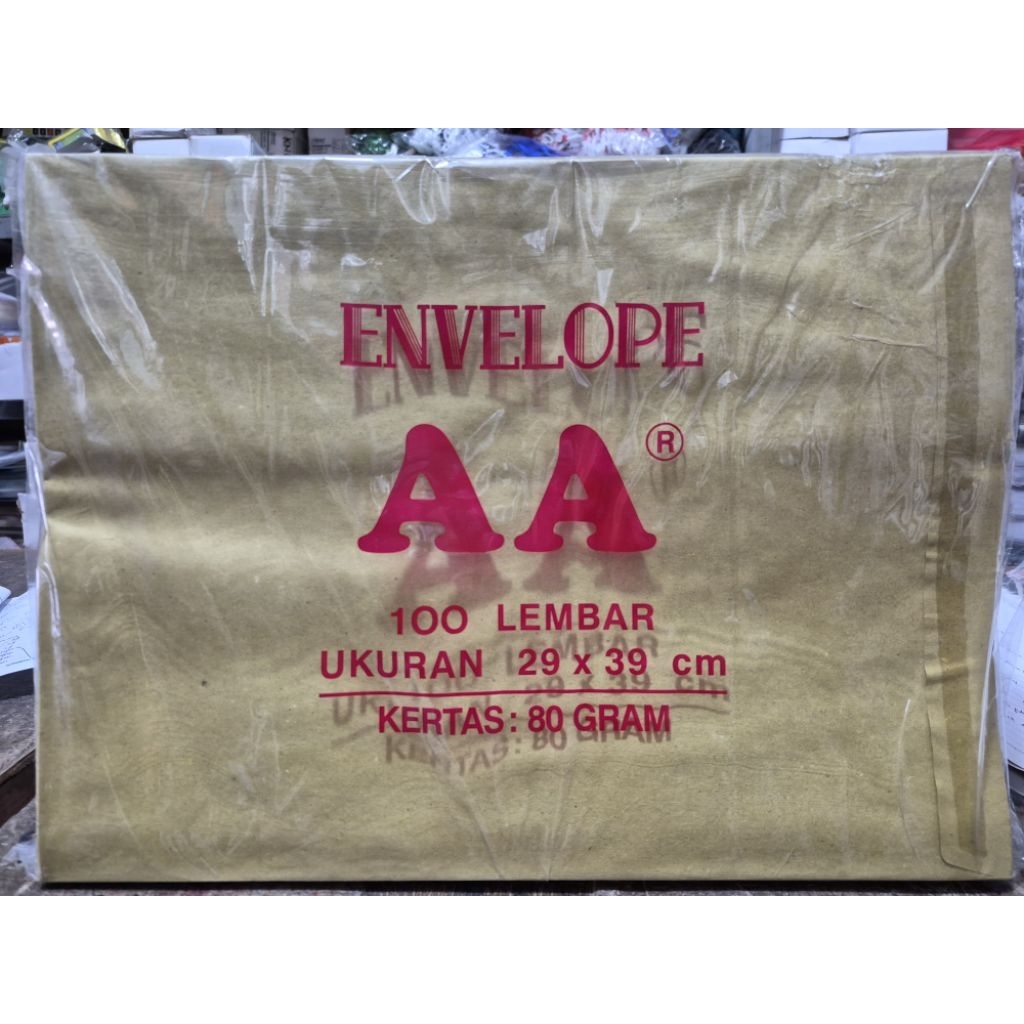 ENVELOPE
AA®
100 LEMBAR
UKURAN 29 x 39 cm
KERTAS: 80 GRAM